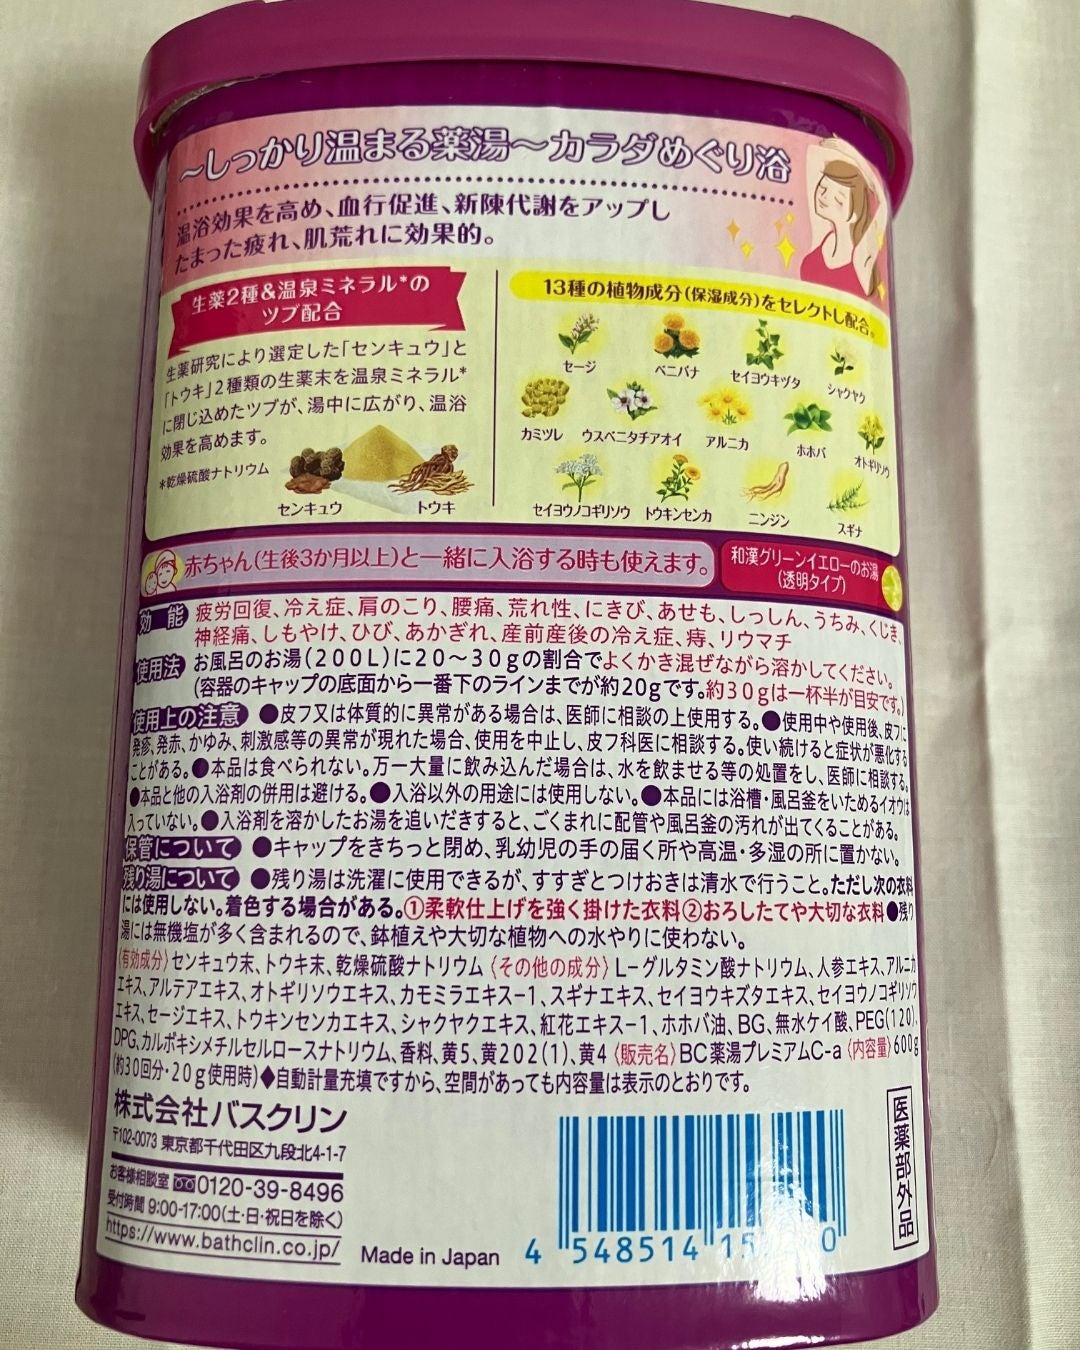 ～しっかり温まる薬湯～カラダめぐり浴
温浴効果を高め、血行促進、新陳代謝をアップし
たまった疲れ、肌荒れに効果的。
生薬2種&温泉ミネラル*の
ツブ配合
生薬研究により選定した「センキュウ」と
「トウキ」2種類の生薬末を温泉ミネラル*
に閉じ込めたツブが、湯中に広がり、温浴
効果を高めます。
*乾燥硫酸ナトリウム
センキュウ
トウキ
13種の植物成分(保湿成分)をセレクトし配合。
セージ
ベニバナ
セイヨウキヅタ
シャクヤク
カミツレ
ウスベニタチアオイ
アルニカ
ホホバ
オトギリソウ
セイヨウノコギリソウ
トウキンセンカ
ニンジン
スギナ
赤ちゃん(生後3か月以上)と一緒に入浴する時も使えます。
和漢グリーンイエローのお湯
(透明タイプ)
効能 疲労回復、冷え症、肩のこり、腰痛、荒れ性、にきび、あせも、しっしん、うちみ、くじき、
神経痛、しもやけ、ひび、あかぎれ、産前産後の冷え症、痔、リウマチ
使用法 お風呂のお湯(200L)に20～30gの割合でよくかき混ぜながら溶かしてください。
(容器のキャップの底面から一番下のラインまでが約20gです。約30gは一杯半が目安です。)
使用上の注意 ●皮フ又は体質的に異常がある場合は、医師に相談の上使用する。●使用中や使用後、皮フに
発疹、発赤、かゆみ、刺激感等の異常が現れた場合、使用を中止し、皮フ科医に相談する。使い続けると症状が悪化する
ことがある。●本品は食べられない。万一大量に飲み込んだ場合は、水を飲ませる等の処置をし、医師に相談する。
●本品と他の入浴剤の併用は避ける。●入浴以外の用途には使用しない。●本品には浴槽・風呂釜をいためるイオウは
入っていない。●入浴剤を溶かしたお湯を追いだきすると、ごくまれに配管や風呂釜の汚れが出てくることがある。
保管について ●キャップをきちっと閉め、乳幼児の手の届く所や高温・多湿の所に置かない。
残り湯について ●残り湯は洗濯に使用できるが、すすぎとつけおきは清水で行うこと。ただし次の衣料
には使用しない。着色する場合がある。①柔軟仕上げを強く掛けた衣料②おろしたてや大切な衣料●残り
湯には無機塩が多く含まれるので、鉢植えや大切な植物への水やりに使わない。
〈有効成分〉センキュウ末、トウキ末、乾燥硫酸ナトリウム〈その他の成分〉L-グルタミン酸ナトリウム、人参エキス、アルニカ
エキス、アルテアエキス、オトギリソウエキス、カモミラエキス-1、スギナエキス、セイヨウキズタエキス、セイヨウノコギリソウ
エキス、セージエキス、トウキンセンカエキス、シャクヤクエキス、紅花エキス-1、ホホバ油、BG、無水ケイ酸、PEG(120)、
DPG、カルボキシメチルセルロースナトリウム、香料、黄5、黄202(1)、黄4〈販売名〉BC薬湯プレミアムC-a〈内容量〉600g
(約30回分・20g使用時)◆自動計量充填ですから、空間があっても内容量は表示のとおりです。
株式会社バスクリン
〒102-0073 東京都千代田区九段北4-1-7
お客様相談室 0120-39-8496
受付時間 9:00-17:00(土・日・祝日を除く)
https://www.bathclin.co.jp/
Made in Japan
4 548514 15 0
医薬部外品